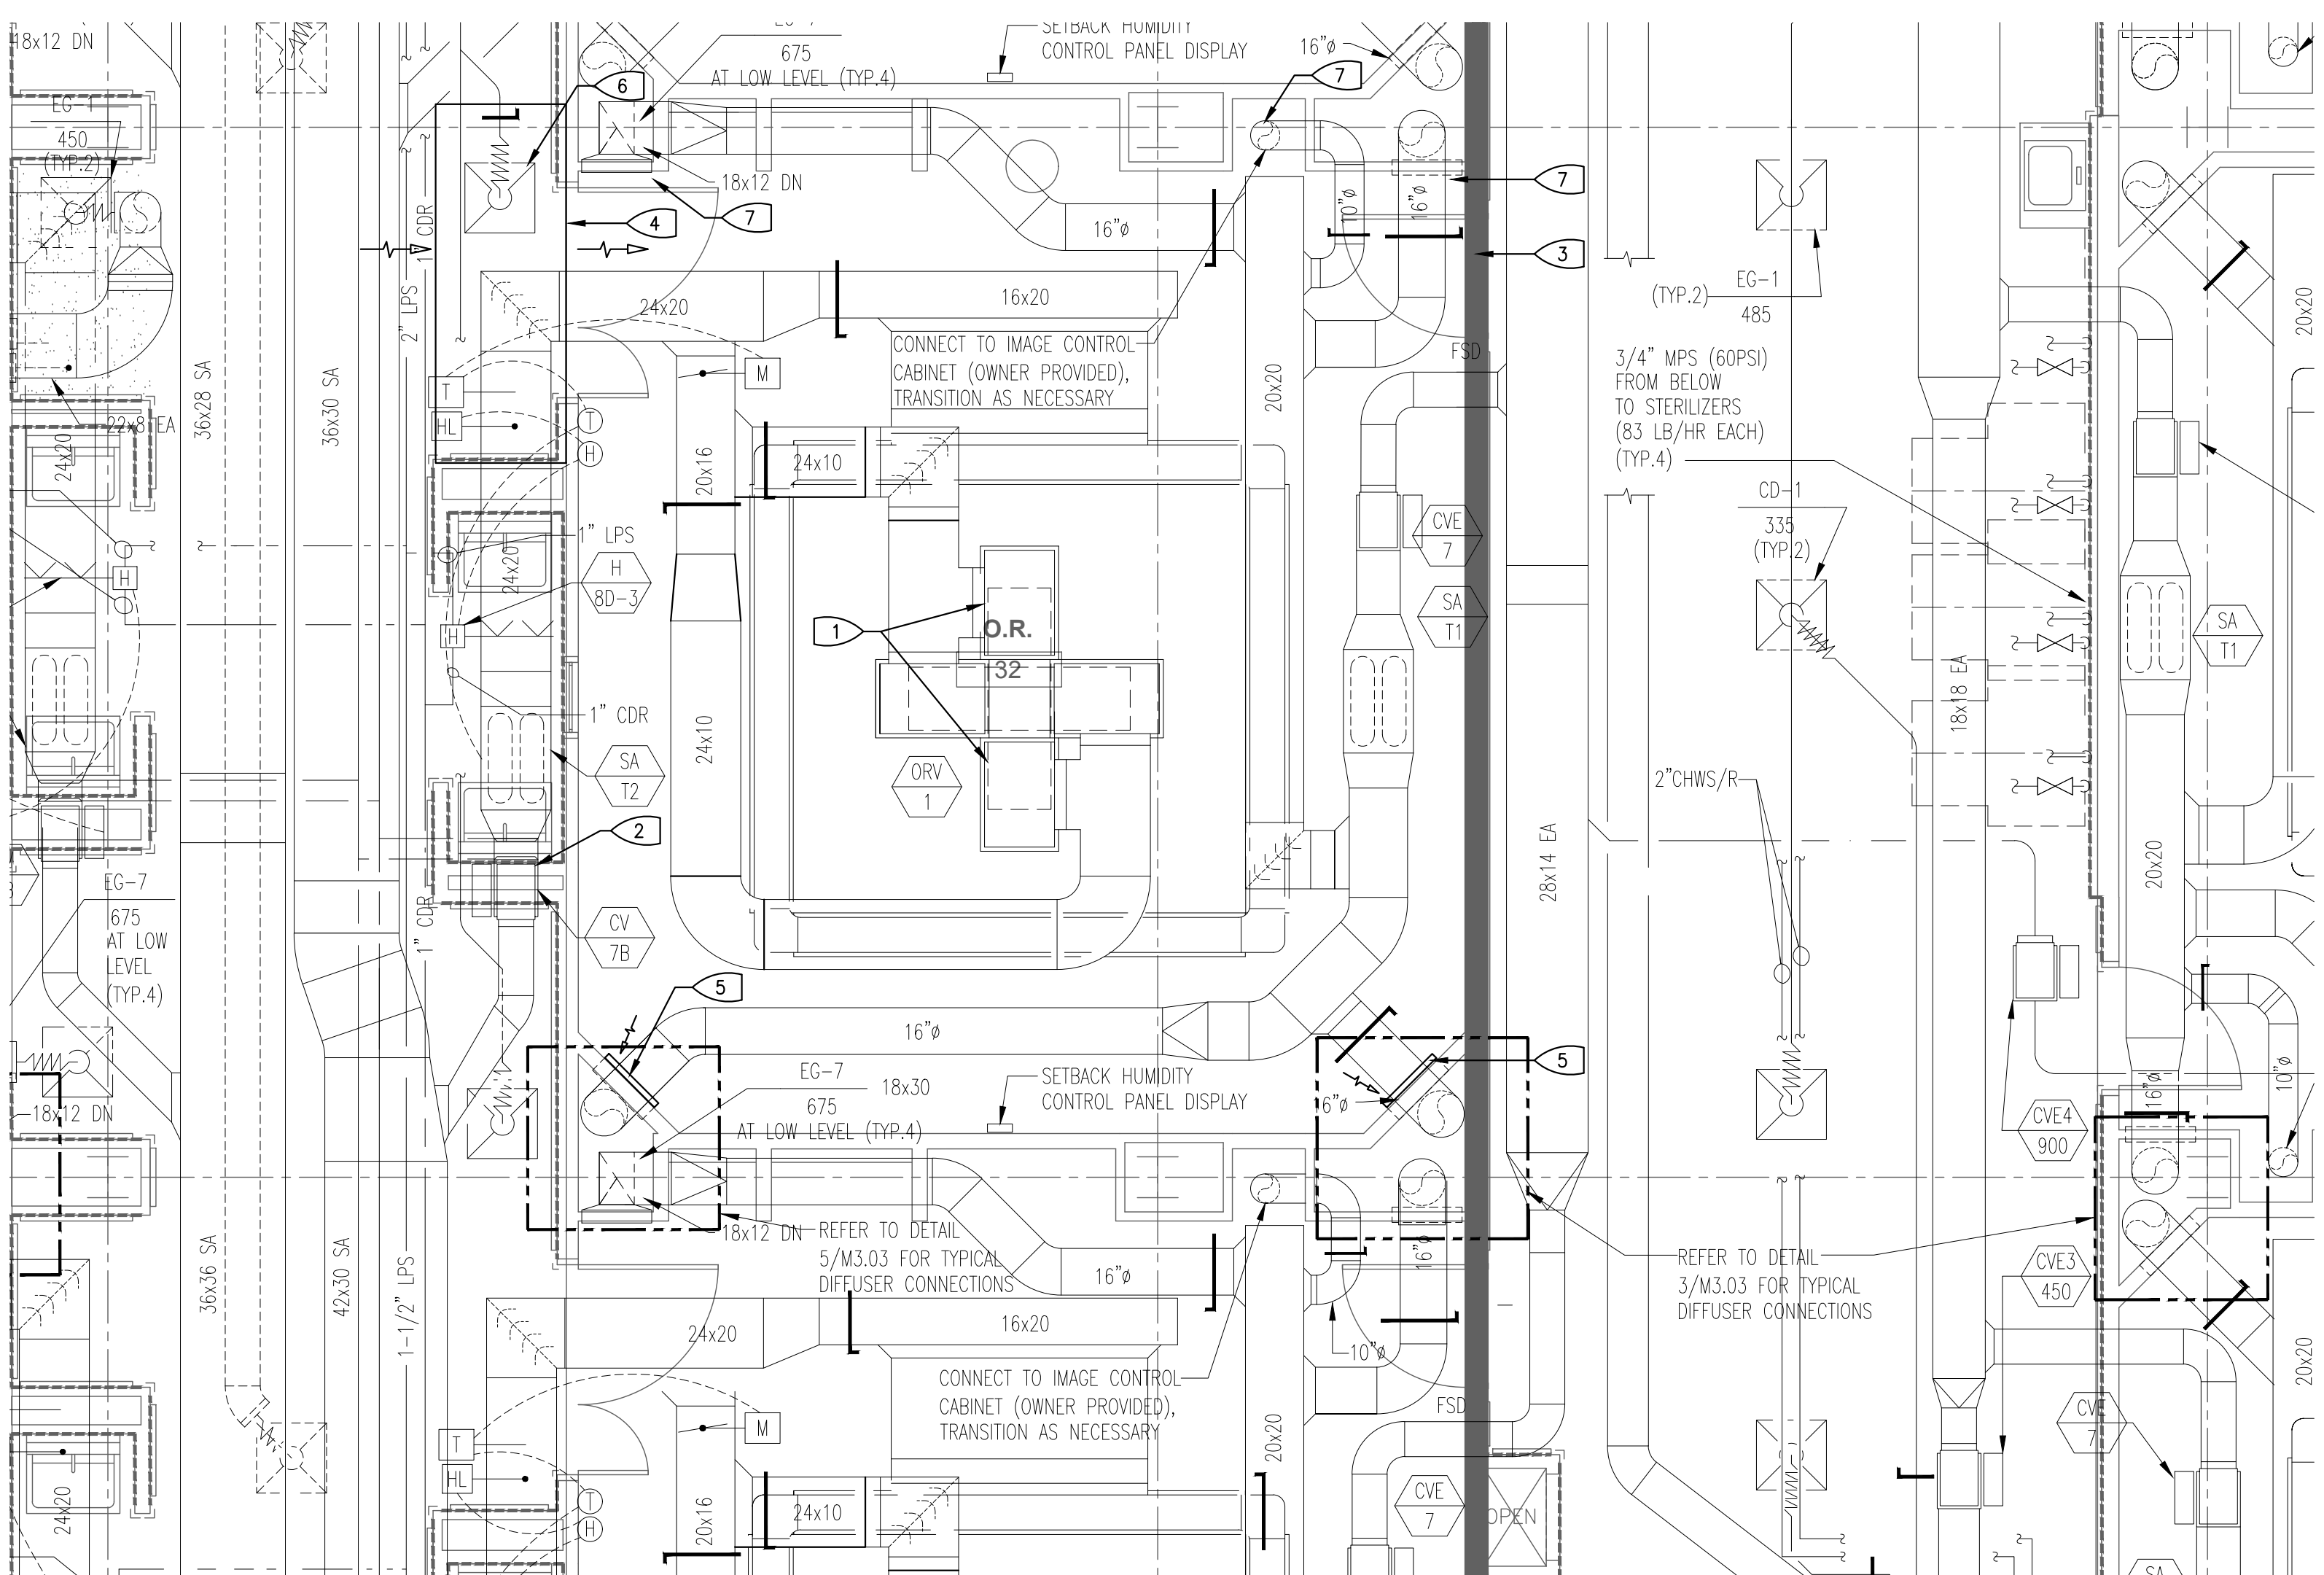 18x12 DN
675
AT LOW LEVEL (TYP.4)
SETBACK HUMIDITY
CONTROL PANEL DISPLAY
16"ø
7
6
EG-1
450
(TYP.2)
18x12 DN
7
4
1" CDR
2" LPS
16"ø
10"ø
16"ø
7
3
(TYP.2)
EG-1
485
20x20
24x20
16x20
CONNECT TO IMAGE CONTROL
CABINET (OWNER PROVIDED),
TRANSITION AS NECESSARY
FSD
3/4" MPS (60PSI)
FROM BELOW
TO STERILIZERS
(83 LB/HR EACH)
(TYP.4)
36x28 SA
36x30 SA
22x8 EA
24x20
T
HL
T
H
M
20x16
24x10
20x20
CD-1
335
(TYP.2)
1" LPS
H
8D-3
24x20
H
H
CVE
7
SA
T1
1
O.R.
32
SA
T1
18x18 EA
1" CDR
SA
T2
24x10
ORV
1
2"CHWS/R
2
CV
7B
28x14 EA
20x20
EG-7
675
AT LOW
LEVEL
(TYP.4)
1" CDR
5
16"ø
EG-7
675
AT LOW LEVEL (TYP.4)
18x30
SETBACK HUMIDITY
CONTROL PANEL DISPLAY
5
16"ø
16"ø
10"ø
CVE4
900
18x12 DN
18x12 DN
REFER TO DETAIL
5/M3.03 FOR TYPICAL
DIFFUSER CONNECTIONS
16"ø
16"ø
REFER TO DETAIL
3/M3.03 FOR TYPICAL
DIFFUSER CONNECTIONS
CVE3
450
36x36 SA
42x30 SA
1-1/2" LPS
24x20
16x20
10"ø
20x20
CONNECT TO IMAGE CONTROL
CABINET (OWNER PROVIDED),
TRANSITION AS NECESSARY
FSD
CVE
7
T
HL
T
H
M
24x20
20x16
24x10
20x20
CVE
7
OPEN
SA